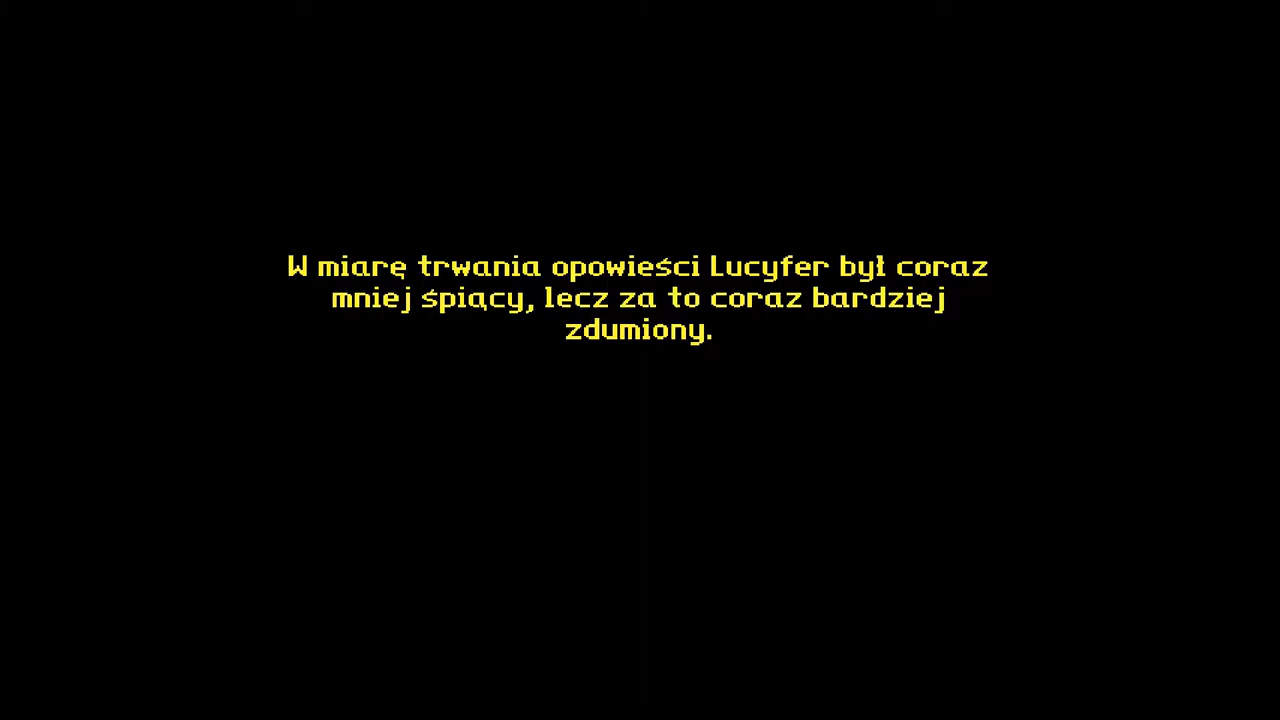 W miarę trwania opowieści Lucyfer był coraz
mniej śpiący, lecz za to coraz bardziej
zdumiony.